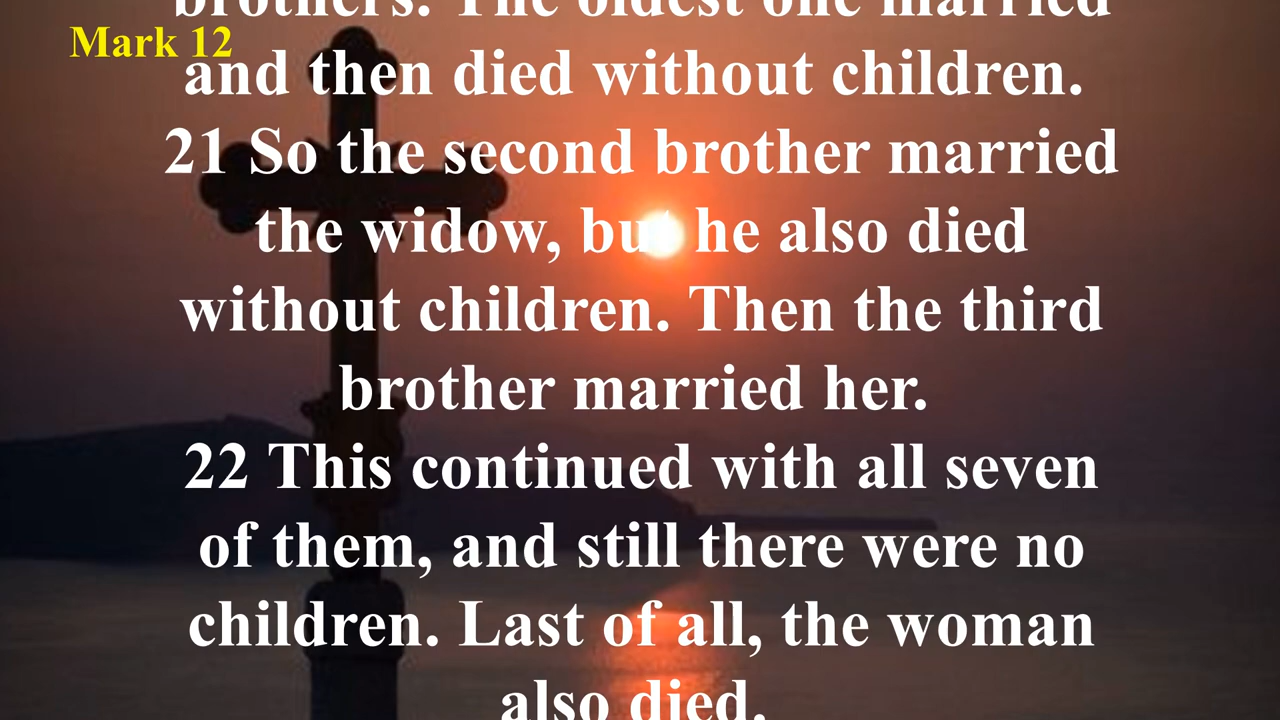 brothers. The oldest one married
Mark 12
and then died without children.
21 So the second brother married
the widow, but he also died
without children. Then the third
brother married her.
22 This continued with all seven
of them, and still there were no
children. Last of all, the woman
also died.